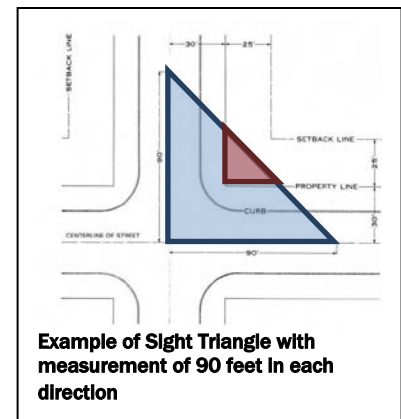 SETBACK LINE
30'
25'
90'
SETBACK LINE
25'
PROPERTY LINE
CURB
30'
CENTERLINE OF STREET
90'
Example of Sight Triangle with
measurement of 90 feet in each
direction